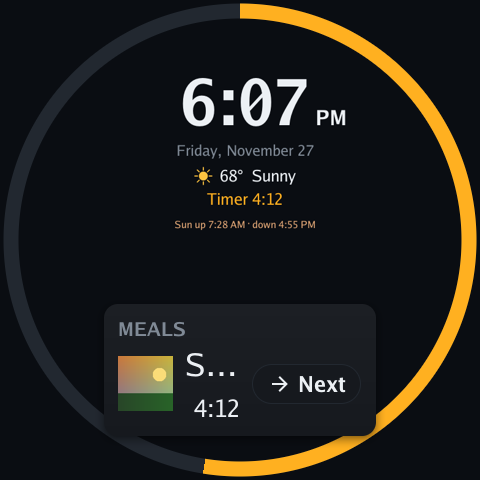 6:07 PM
Friday, November 27
68° Sunny
Timer 4:12
Sun up 7:28 AM · down 4:55 PM
MEALS
S...
4:12
→ Next